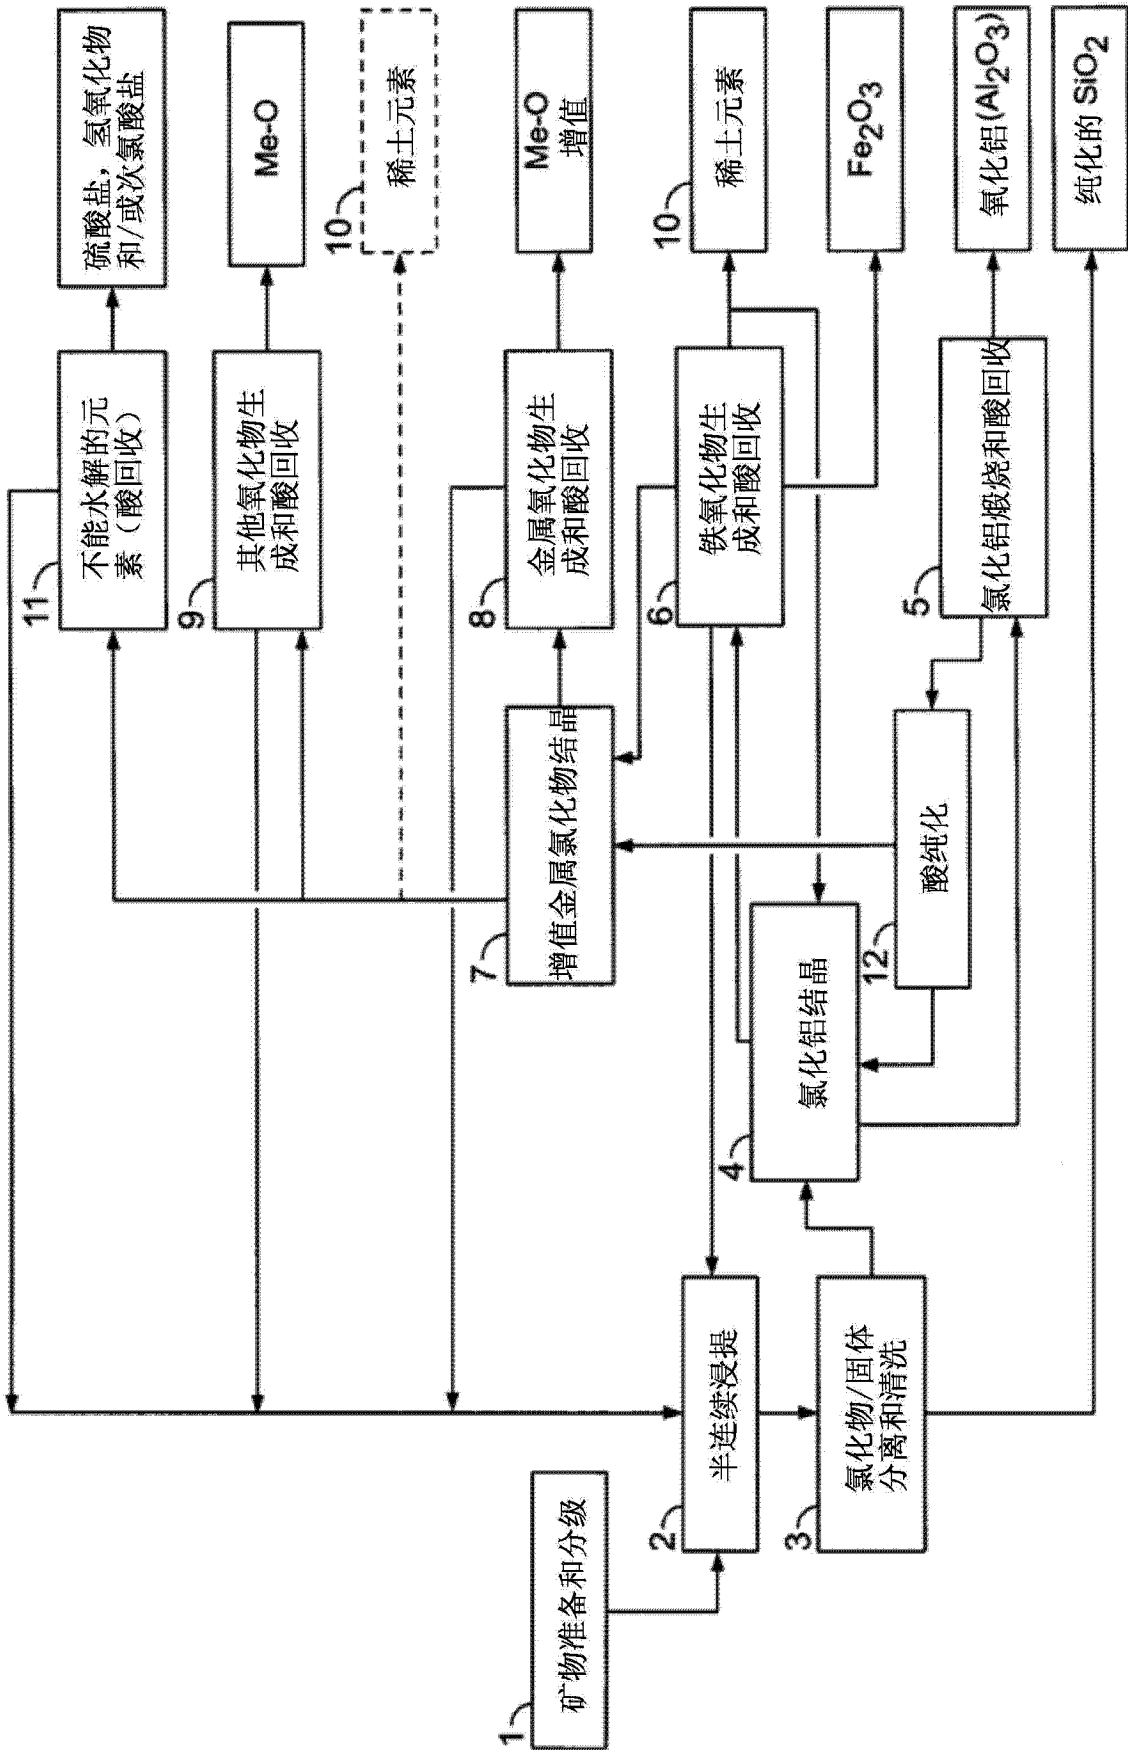 1
矿物准备和分级
2
半连续浸提
3
氯化物/固体
分离和清洗
4
氯化铝结晶
12
酸纯化
7
增值金属氯化物结晶
11
不能水解的元
素（酸回收）
9
其他氧化物生
成和酸回收
8
金属氧化物生
成和酸回收
6
铁氧化物生
成和酸回收
5
氯化铝煅烧和酸回收
硫酸盐，氢氧化物
和/或次氯酸盐
Me-O
10
稀土元素
Me-O
增值
10
稀土元素
Fe2O3
氧化铝(Al2O3)
纯化的 SiO2